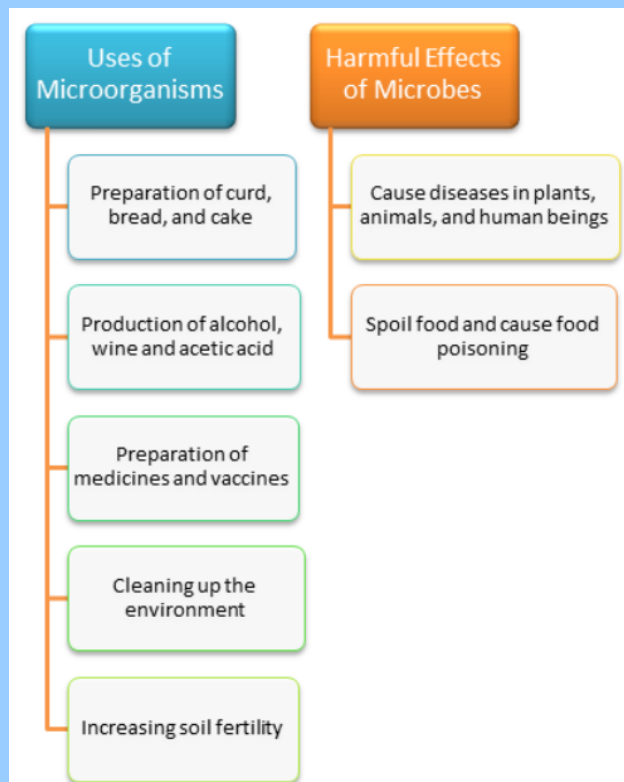 Uses of
Microorganisms
Preparation of curd,
bread, and cake
Production of alcohol,
wine and acetic acid
Preparation of
medicines and vaccines
Cleaning up the
environment
Increasing soil fertility
Harmful Effects
of Microbes
Cause diseases in plants,
animals, and human beings
Spoil food and cause food
poisoning